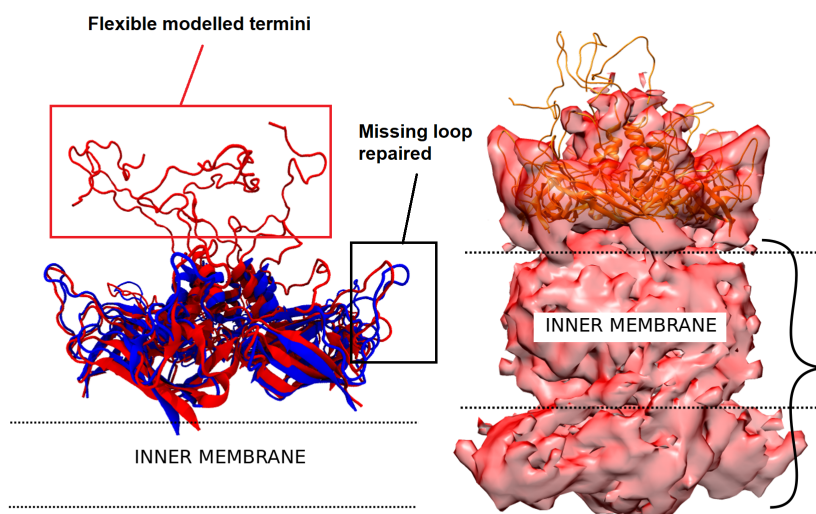 Flexible modelled termini
Missing loop
repaired
INNER MEMBRANE
INNER MEMBRANE